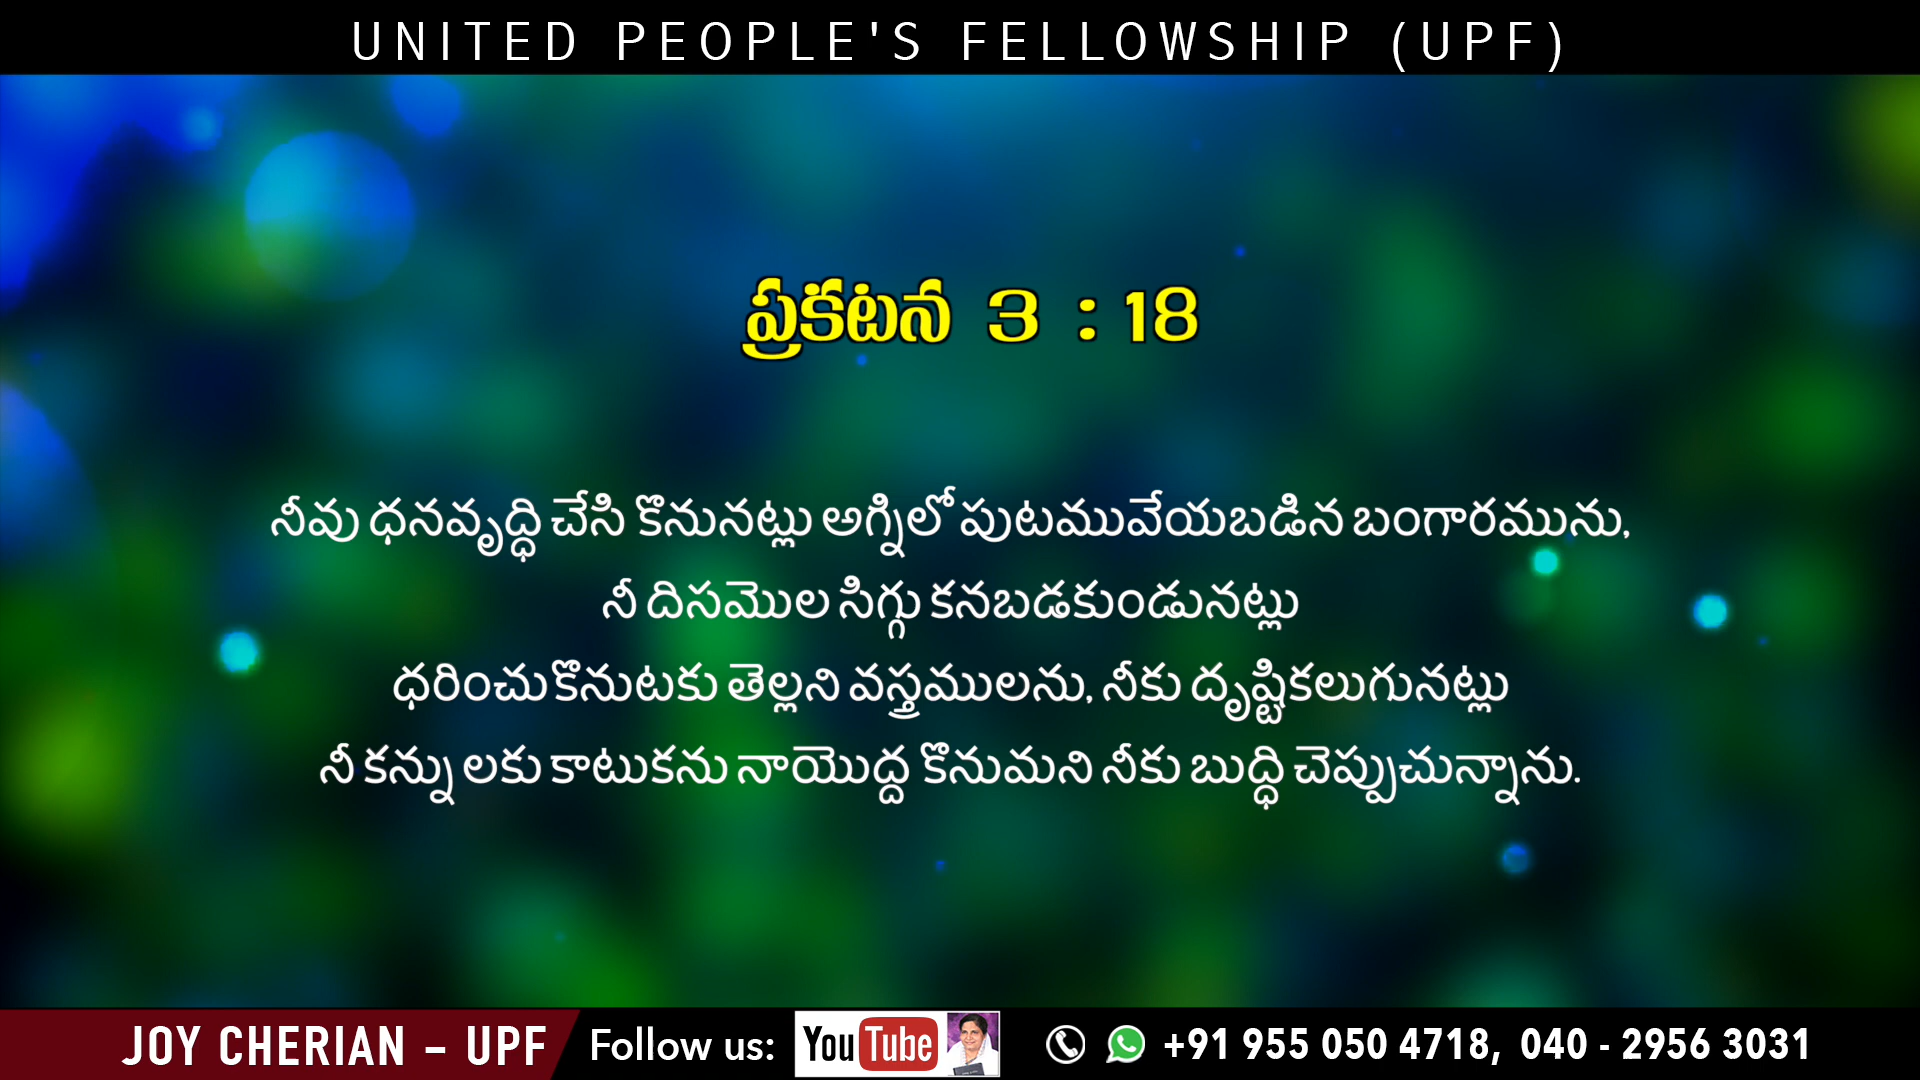 UNITED PEOPLE'S FELLOWSHIP (UPF)
ప్రకటన 3 : 18
నీవు ధనవృద్ధి చేసి కొనునట్లు అగ్నిలో పుటమువేయబడిన బంగారమును,
నీ దిసమొల సిగ్గు కనబడకుండునట్లు
ధరించుకొనుటకు తెల్లని వస్త్రములను, నీకు దృష్టికలుగునట్లు
నీ కన్నులకు కాటుకను నాయొద్ద కొనుమని నీకు బుద్ధి చెప్పుచున్నాను.
JOY CHERIAN – UPF Follow us: YouTube +91 955 050 4718, 040 - 2956 3031